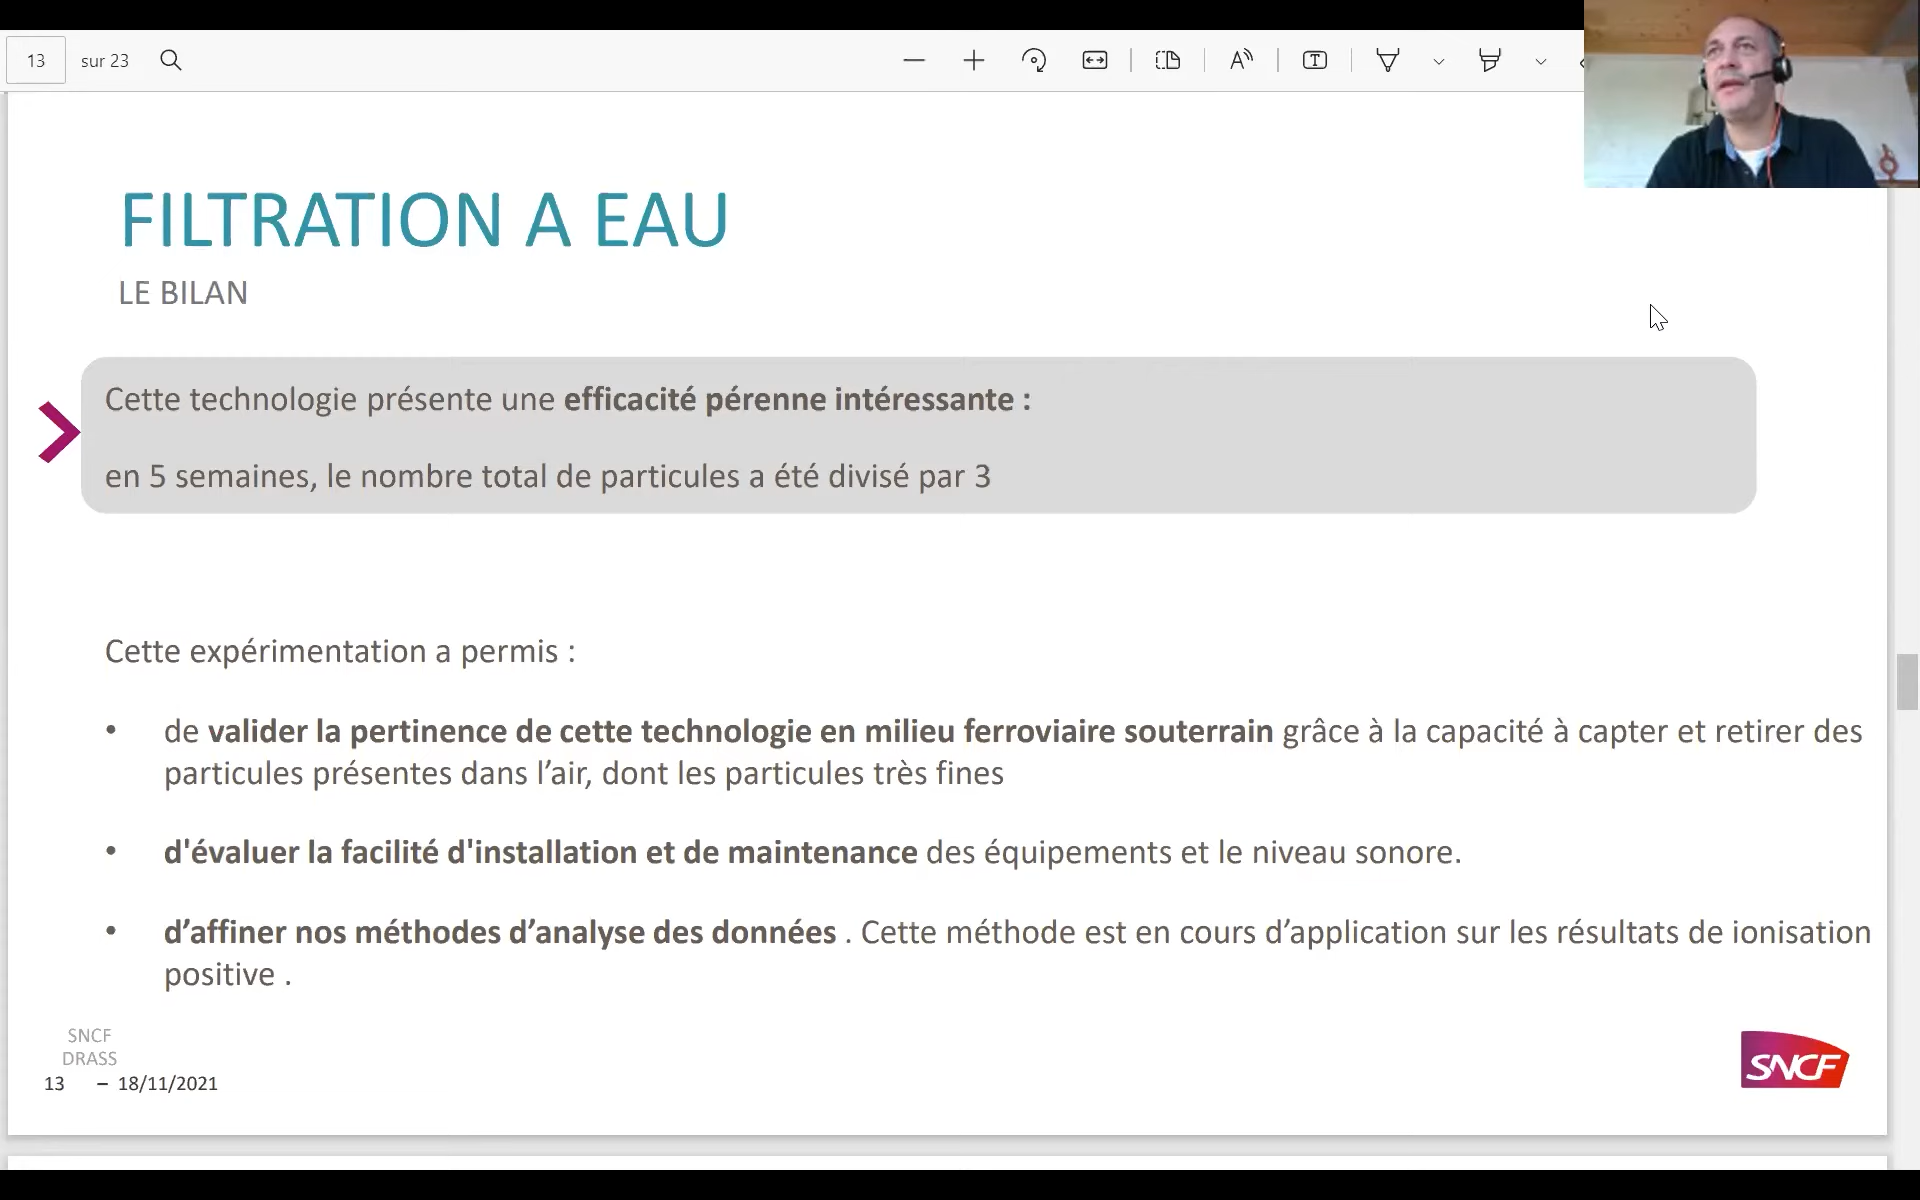 13 sur 23
FILTRATION A EAU
LE BILAN
Cette technologie présente une efficacité pérenne intéressante :
en 5 semaines, le nombre total de particules a été divisé par 3
Cette expérimentation a permis :
• de valider la pertinence de cette technologie en milieu ferroviaire souterrain grâce à la capacité à capter et retirer des
particules présentes dans l’air, dont les particules très fines
• d'évaluer la facilité d'installation et de maintenance des équipements et le niveau sonore.
• d’affiner nos méthodes d’analyse des données . Cette méthode est en cours d’application sur les résultats de ionisation
positive .
SNCF
DRASS
13 – 18/11/2021
SNCF